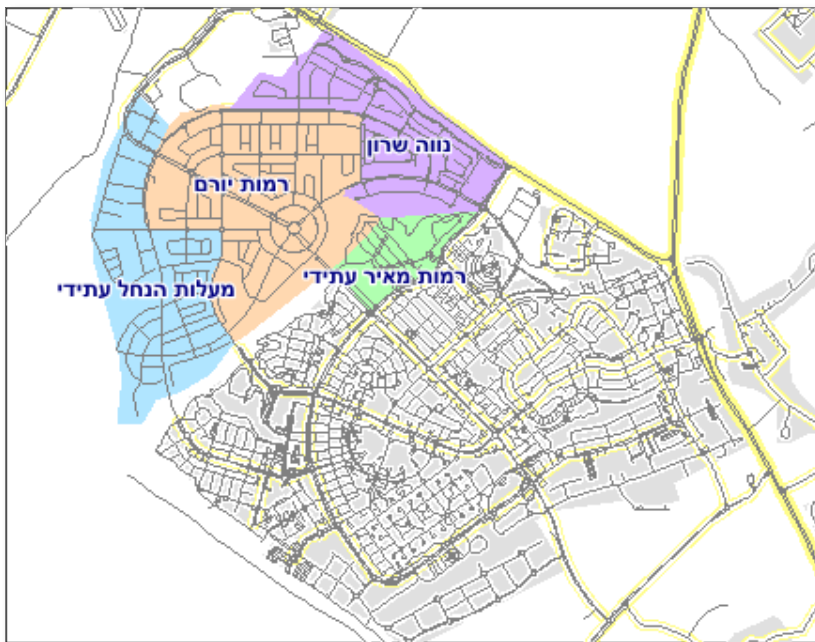 נווה שרון
רמות יורם
רמות מאיר עתידי
מעלות הנחל עתידי